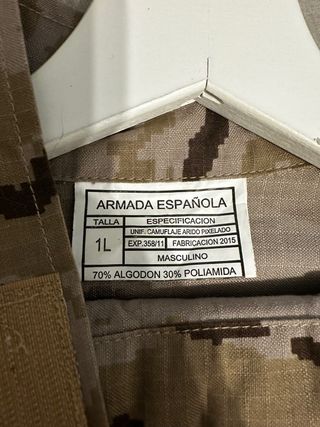 ARMADA ESPAÑOLA
TALLA ESPECIFICACION
1L UNIF. CAMUFLAJE ARIDO PIXELADO
EXP.358/11 FABRICACION 2015
MASCULINO
70% ALGODON 30% POLIAMIDA